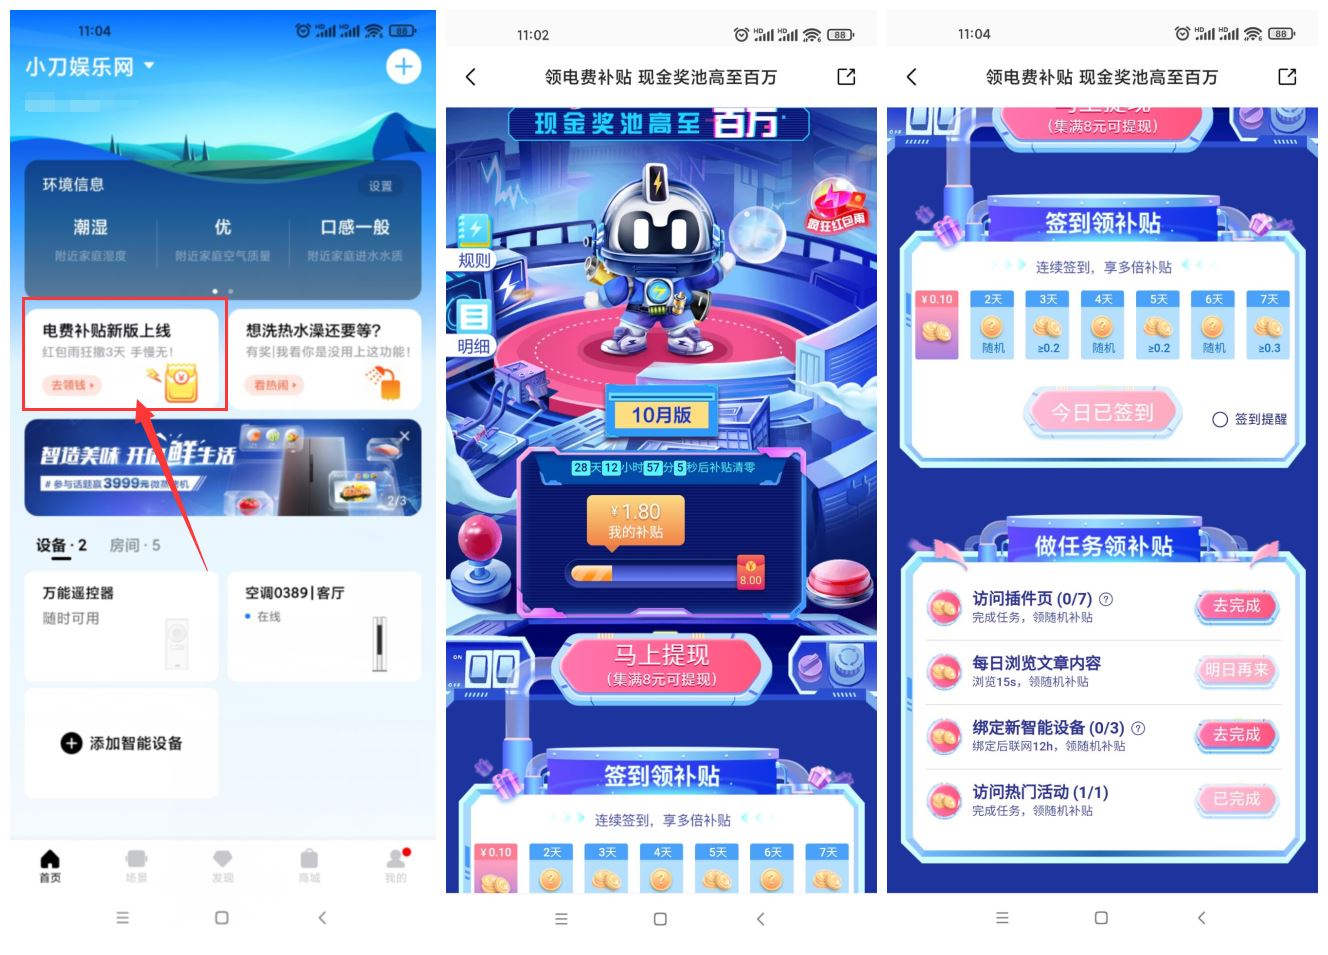 11:04
88
小刀娱乐网
环境信息
设置
潮湿
优
口感一般
附近家庭湿度
附近家庭空气质量
附近家庭进水水质
电费补贴新版上线
红包雨狂撒3天 手慢无!
去领钱
想洗热水澡还要等?
有奖|我看你是没用上这功能!
看热闹
智造美味 开启鲜生活
#参与话题赢3999元微蒸烤机
2/3
设备·2
房间·5
万能遥控器
随时可用
空调0389|客厅
在线
添加智能设备
首页
场景
发现
商城
我的
11:02
88
领电费补贴 现金奖池高至百万
现金奖池高至百万
疯狂红包雨
规则
明细
10月版
28天12小时57分5秒后补贴清零
¥1.80
我的补贴
8.00
ON
OFF
马上提现
(集满8元可提现)
签到领补贴
连续签到，享多倍补贴
¥0.10
2天
3天
4天
5天
6天
7天
11:04
88
领电费补贴 现金奖池高至百万
马上提现
(集满8元可提现)
签到领补贴
连续签到，享多倍补贴
¥0.10
2天
3天
4天
5天
6天
7天
随机
≥0.2
随机
≥0.2
随机
≥0.3
今日已签到
签到提醒
做任务领补贴
访问插件页 (0/7)
完成任务，领随机补贴
去完成
每日浏览文章内容
浏览15s，领随机补贴
明日再来
绑定新智能设备 (0/3)
绑定后联网12h，领随机补贴
去完成
访问热门活动 (1/1)
完成任务，领随机补贴
已完成